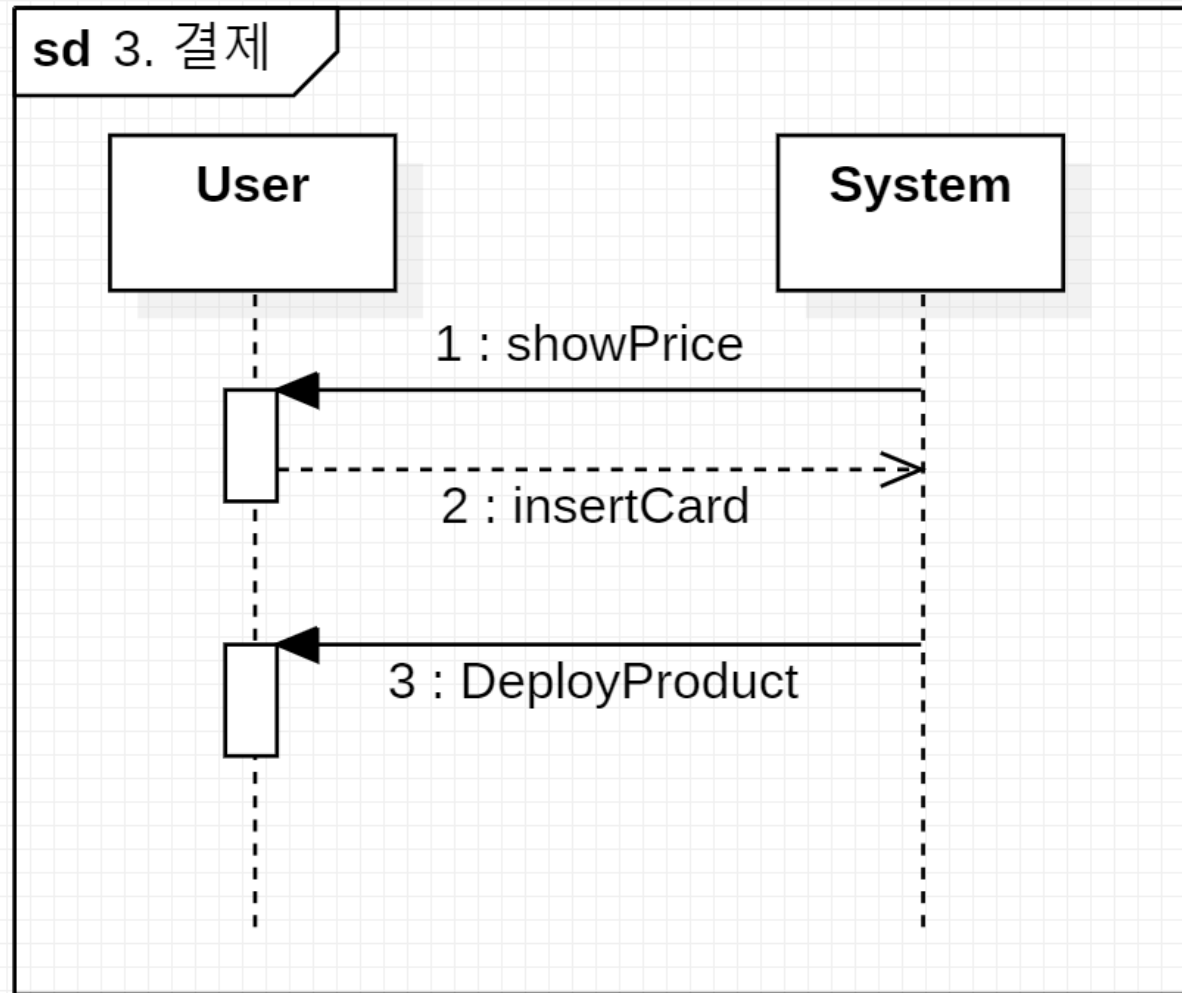 sd 3. 결제
User
System
1 : showPrice
2 : insertCard
3 : DeployProduct